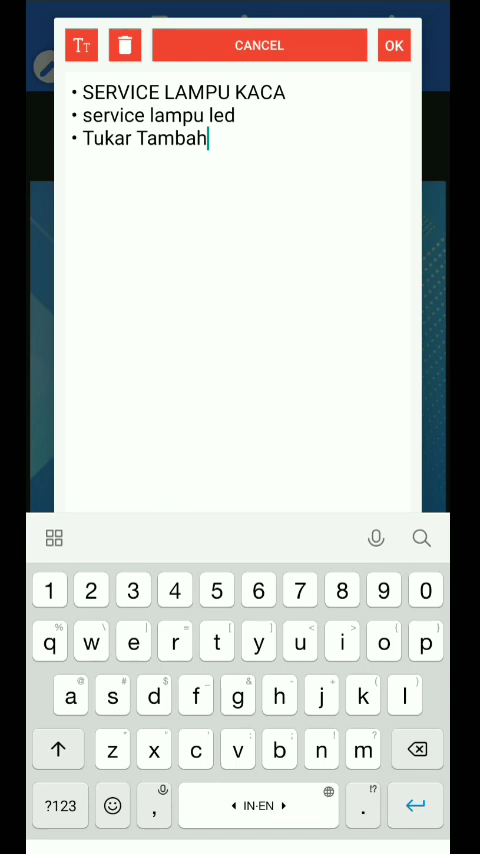 TT
CANCEL
OK
• SERVICE LAMPU KACA
• service lampu led
• Tukar Tambah
1 2 3 4 5 6 7 8 9 0
% \ | = [ ] < > { }
q w e r t y u i o p
@ # $ _ & - + ( )
a s d f g h j k l
* " ' : ; ! ?
z x c v b n m
?123 , IN·EN !? .